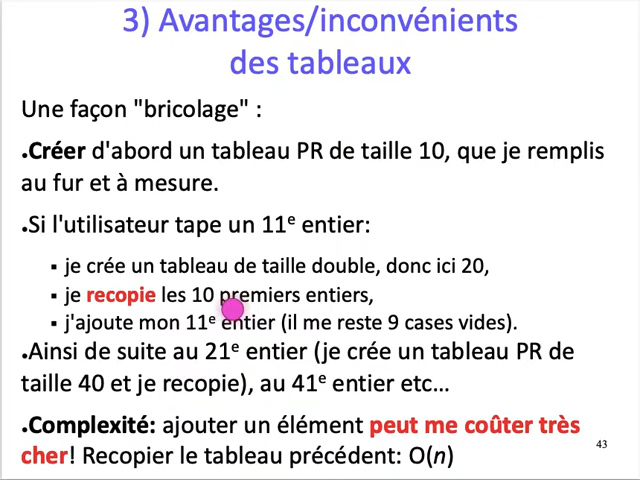 3) Avantages/inconvénients
des tableaux
Une façon "bricolage" :
●Créer d'abord un tableau PR de taille 10, que je remplis
au fur et à mesure.
●Si l'utilisateur tape un 11e entier:
▪ je crée un tableau de taille double, donc ici 20,
▪ je recopie les 10 premiers entiers,
▪ j'ajoute mon 11e entier (il me reste 9 cases vides).
●Ainsi de suite au 21e entier (je crée un tableau PR de
taille 40 et je recopie), au 41e entier etc…
●Complexité: ajouter un élément peut me coûter très
cher! Recopier le tableau précédent: O(n)
43